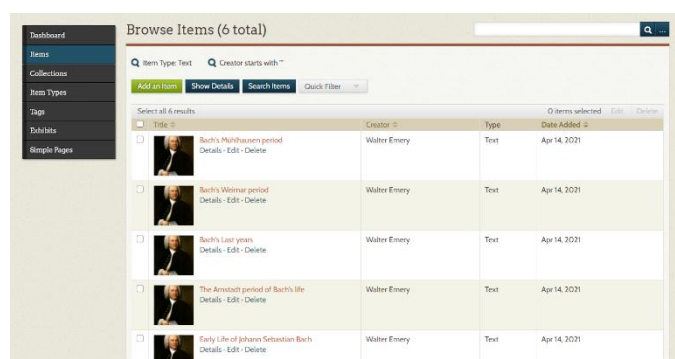 Browse Items (6 total)
...
Dashboard
Items
Collections
Item Types
Tags
Exhibits
Simple Pages
Item Type: Text Creator starts with ""
Add an Item Show Details Search Items Quick Filter
Select all 6 results 0 items selected Edit Delete
Title Creator Type Date Added
Bach's Mühlhausen period Walter Emery Text Apr 14, 2021
Details · Edit · Delete
Bach's Weimar period Walter Emery Text Apr 14, 2021
Details · Edit · Delete
Bach's Last years Walter Emery Text Apr 14, 2021
Details · Edit · Delete
The Arnstadt period of Bach's life Walter Emery Text Apr 14, 2021
Details · Edit · Delete
Early Life of Johann Sebastian Bach Walter Emery Text Apr 14, 2021
Details · Edit · Delete